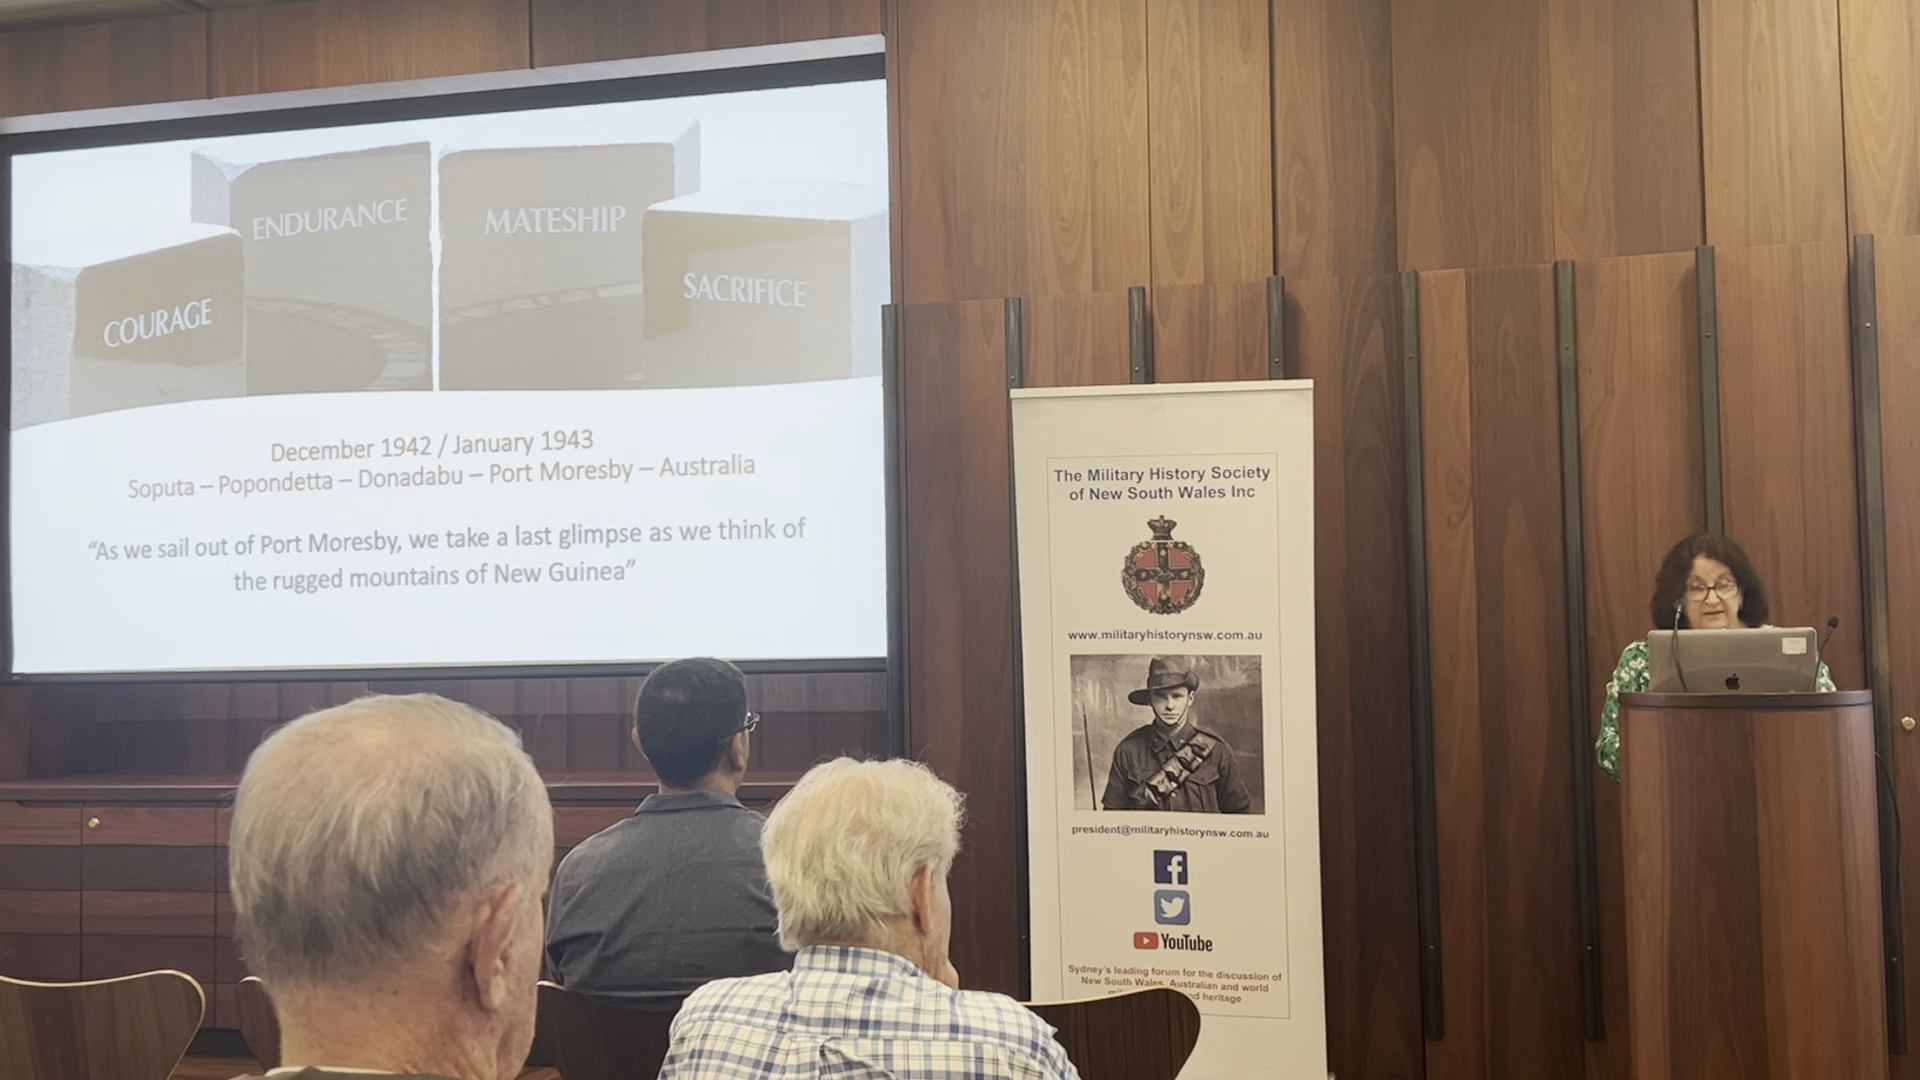 COURAGE
ENDURANCE
MATESHIP
SACRIFICE
December 1942 / January 1943
Soputa – Popondetta – Donadabu – Port Moresby – Australia
“As we sail out of Port Moresby, we take a last glimpse as we think of
the rugged mountains of New Guinea”
The Military History Society
of New South Wales Inc
www.militaryhistorynsw.com.au
president@militaryhistorynsw.com.au
YouTube
Sydney's leading forum for the discussion of
New South Wales, Australian and world
heritage